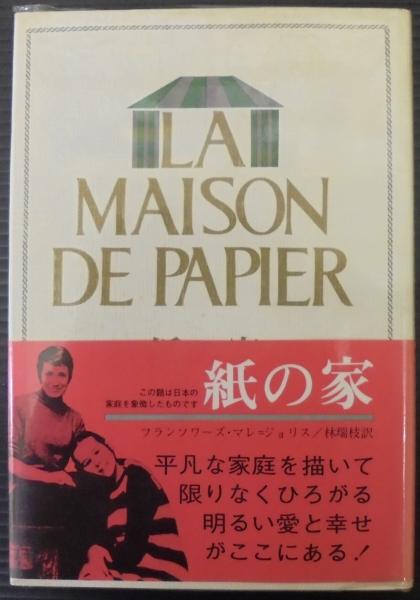 LA
MAISON
DE PAPIER
この題は日本の
家庭を象徴したものです
紙の家
フランソワーズ・マレ=ジョリス/林瑞枝訳
平凡な家庭を描いて
限りなくひろがる
明るい愛と幸せ
がここにある!